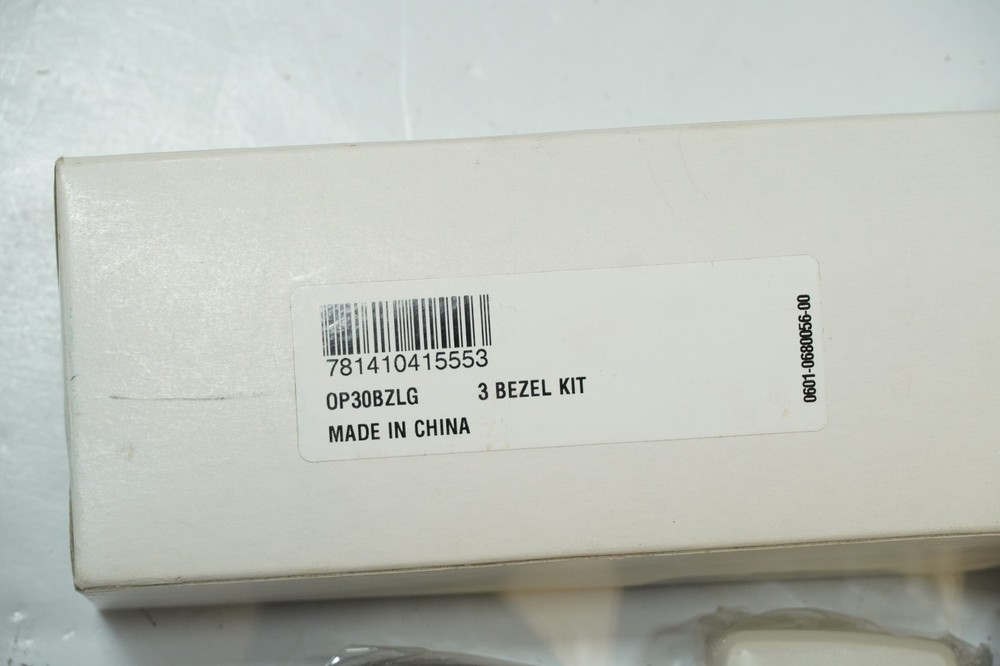 781410415553
OP30BZLG 3 BEZEL KIT
MADE IN CHINA
0601-0680056-00